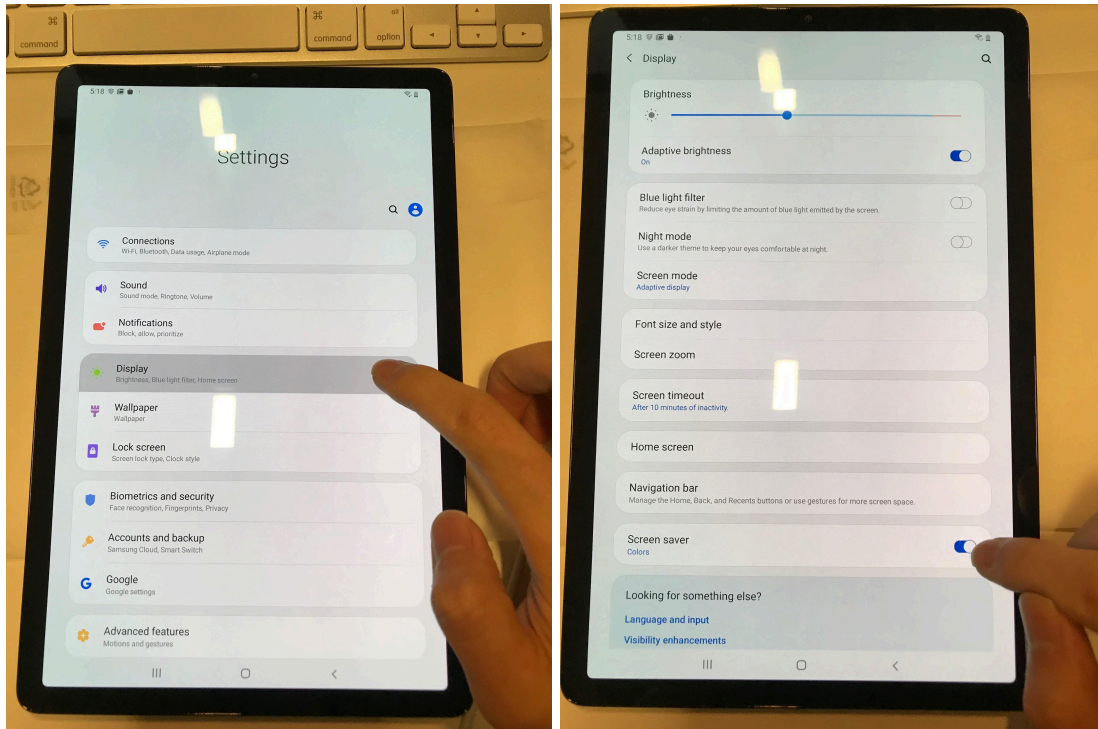 ⌘
command
⌘
command
alt
option
5:18
Settings
Connections
Wi-Fi, Bluetooth, Data usage, Airplane mode
Sound
Sound mode, Ringtone, Volume
Notifications
Block, allow, prioritize
Display
Brightness, Blue light filter, Home screen
Wallpaper
Wallpaper
Lock screen
Screen lock type, Clock style
Biometrics and security
Face recognition, Fingerprints, Privacy
Accounts and backup
Samsung Cloud, Smart Switch
G
Google
Google settings
Advanced features
Motions and gestures
5:18
Display
Brightness
Adaptive brightness
On
Blue light filter
Reduce eye strain by limiting the amount of blue light emitted by the screen.
Night mode
Use a darker theme to keep your eyes comfortable at night.
Screen mode
Adaptive display
Font size and style
Screen zoom
Screen timeout
After 10 minutes of inactivity.
Home screen
Navigation bar
Manage the Home, Back, and Recents buttons or use gestures for more screen space.
Screen saver
Colors
Looking for something else?
Language and input
Visibility enhancements